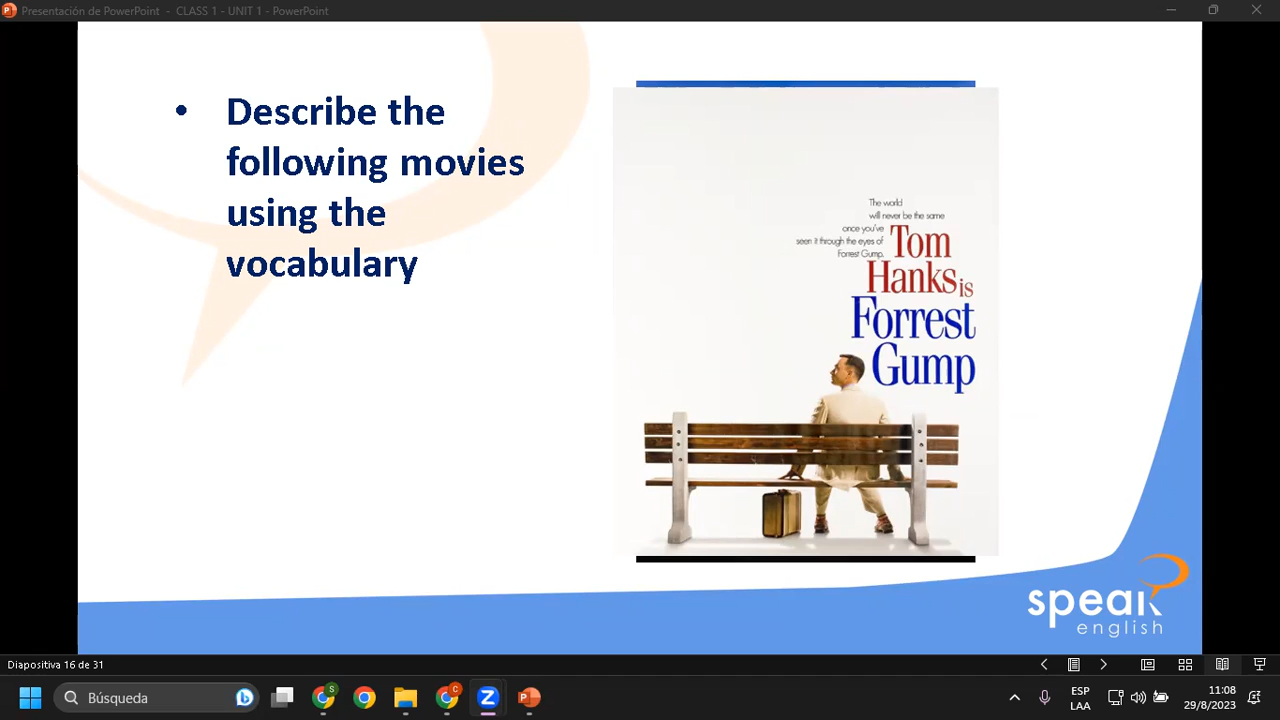 Presentación de PowerPoint - CLASS 1 - UNIT 1 - PowerPoint
• Describe the
following movies
using the
vocabulary
The world
will never be the same
once you've
seen it through the eyes of
Forrest Gump.
Tom
Hanks is
Forrest
Gump
speak
english
Diapositiva 16 de 31
Búsqueda
S
C
ESP
LAA
11:08
29/8/2023